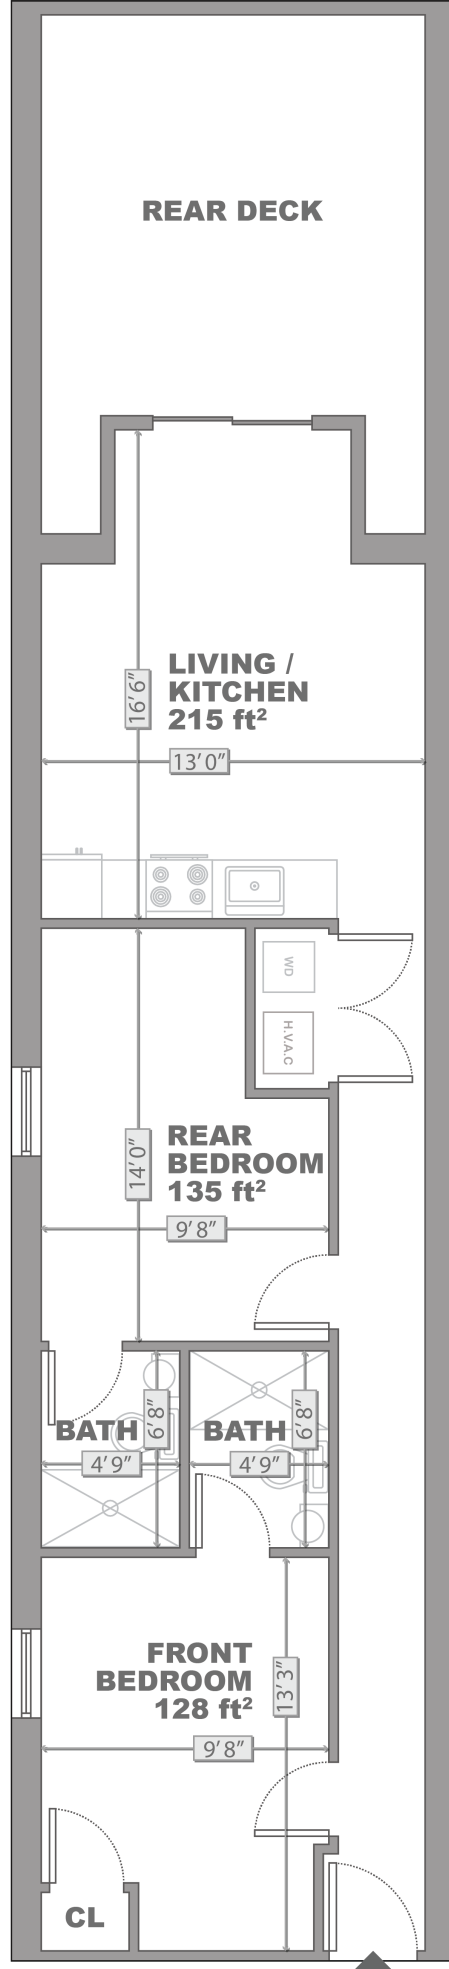 REAR DECK
LIVING /
KITCHEN
215 ft²
16'6"
13'0"
WD
H.V.A.C
REAR
BEDROOM
135 ft²
14'0"
9'8"
BATH
6'8"
4'9"
BATH
6'8"
4'9"
FRONT
BEDROOM
128 ft²
13'3"
9'8"
CL